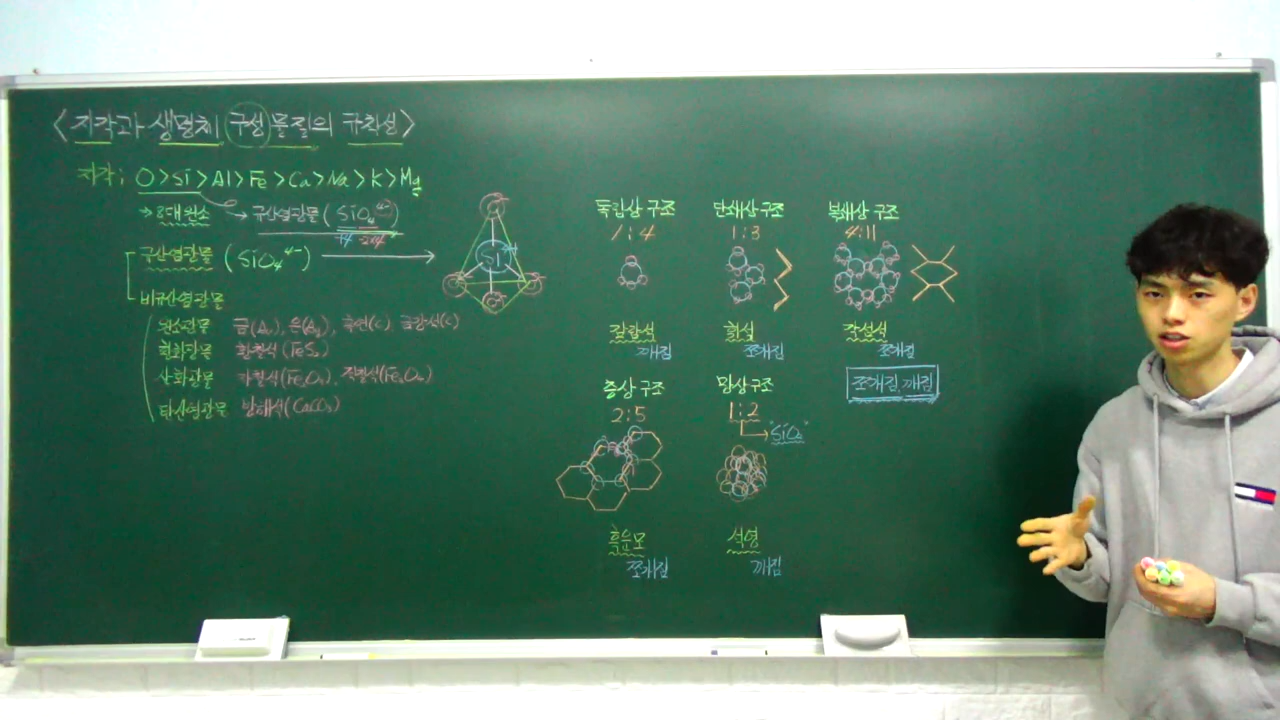 <지각과 생명체 구성 물질의 규칙성>
지각 : O > Si > Al > Fe > Ca > Na > K > Mg
→ 8대 원소 → 규산염광물 (SiO₄⁴⁻)
+4 -2×4
규산염광물 (SiO₄⁴⁻)
비규산염광물
원소광물 금(Au), 은(Ag), 흑연(C), 금강석(C)
황화광물 황철석(FeS₂)
산화광물 자철석(Fe₃O₄), 적철석(Fe₂O₃)
탄산염광물 방해석(CaCO₃)
Si
독립상 구조 단쇄상 구조 복쇄상 구조
1:4 1:3 4:11
감람석 휘석 각섬석
깨짐 쪼개짐 쪼개짐
쪼개짐, 깨짐
층상 구조 망상 구조
2:5 1:2
"SiO₂"
흑운모 석영
쪼개짐 깨짐